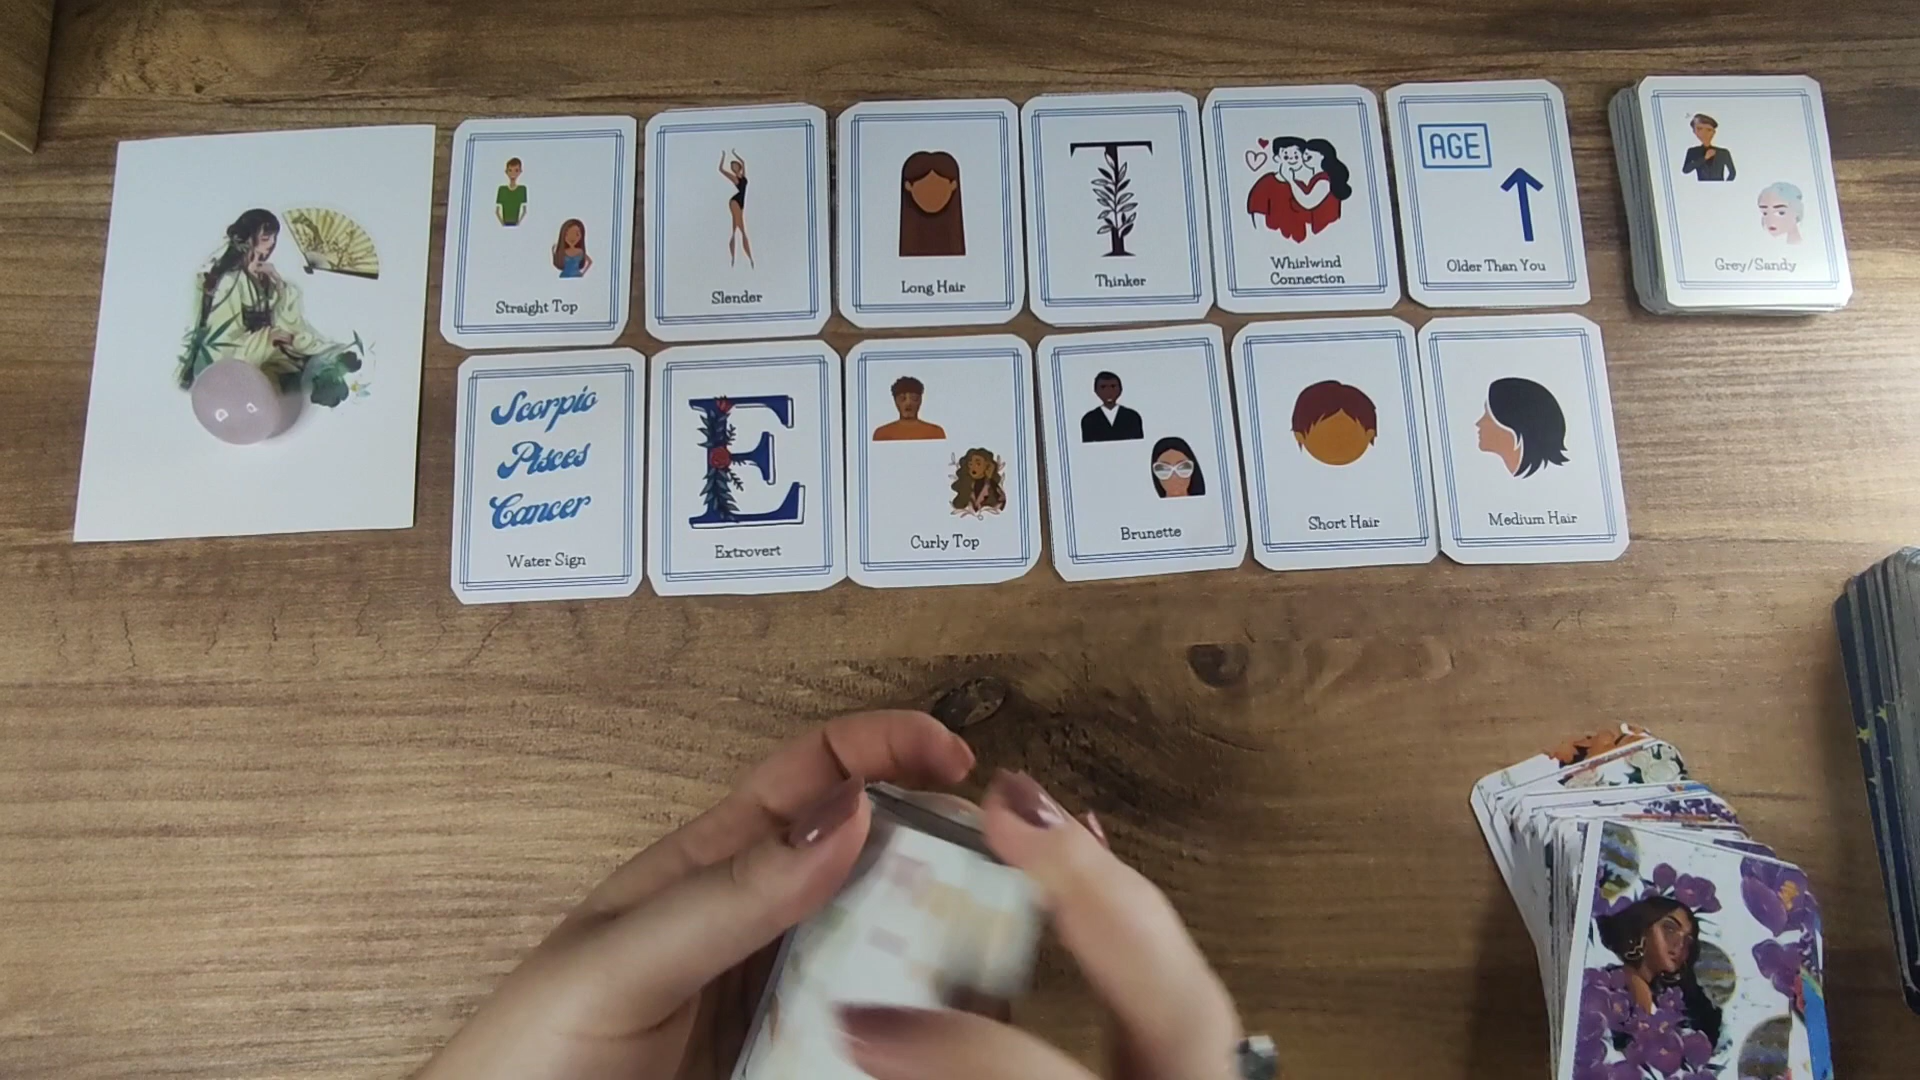 Straight Top
Slender
Long Hair
T
Thinker
Whirlwind
Connection
AGE
Older Than You
Grey/Sandy
Scorpio
Pisces
Cancer
Water Sign
E
Extrovert
Curly Top
Brunette
Short Hair
Medium Hair